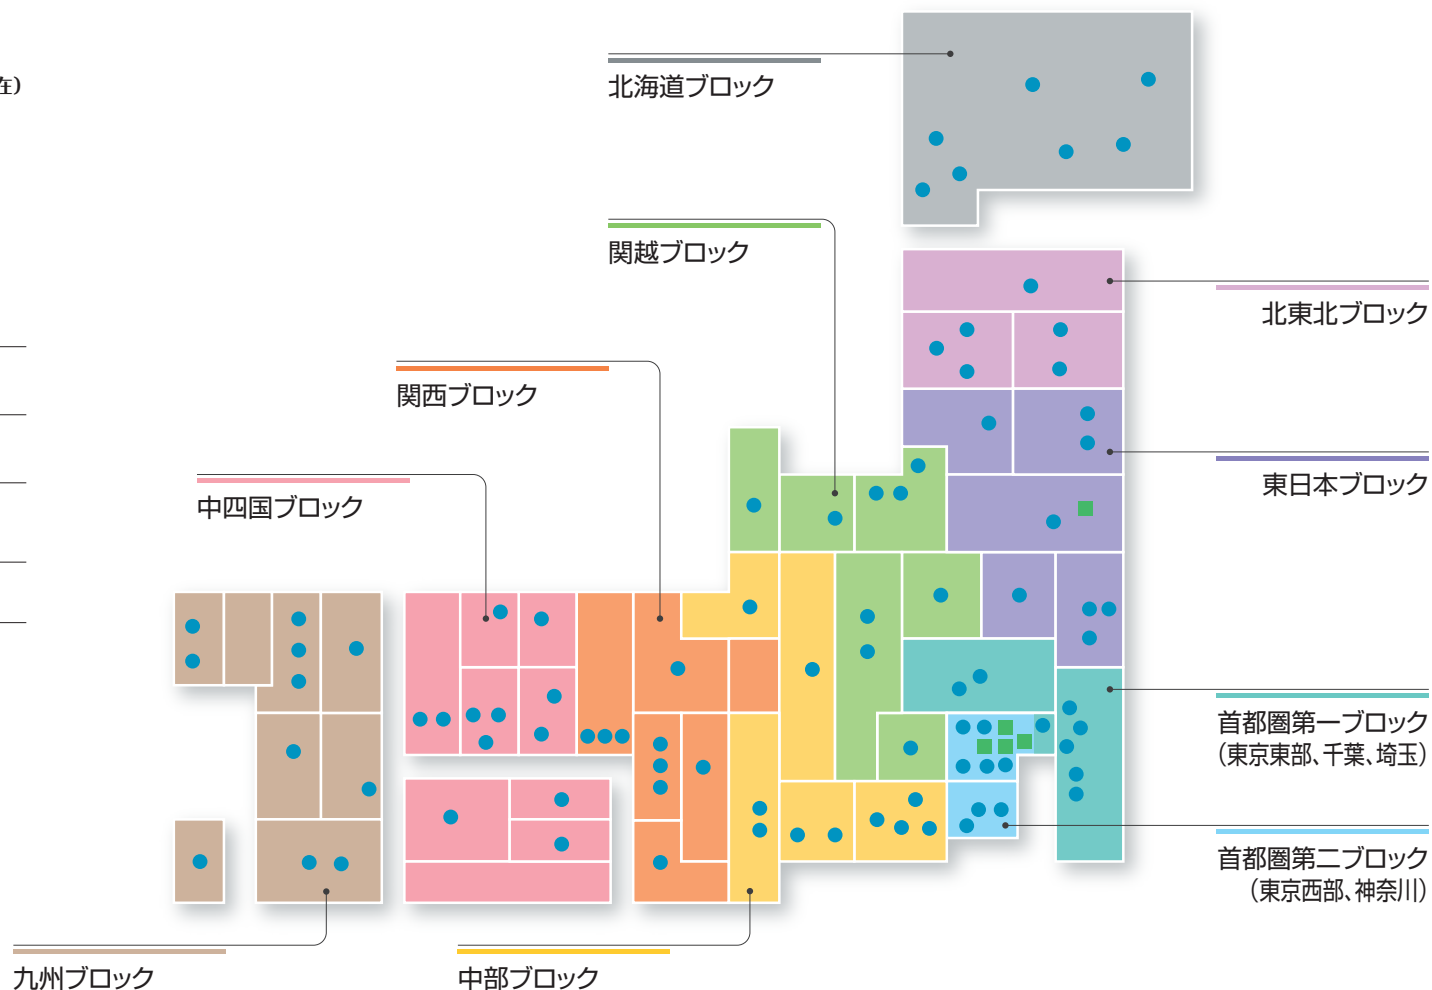 在)
北海道ブロック
関越ブロック
北東北ブロック
関西ブロック
東日本ブロック
中四国ブロック
首都圏第一ブロック
(東京東部、千葉、埼玉)
首都圏第二ブロック
(東京西部、神奈川)
九州ブロック
中部ブロック